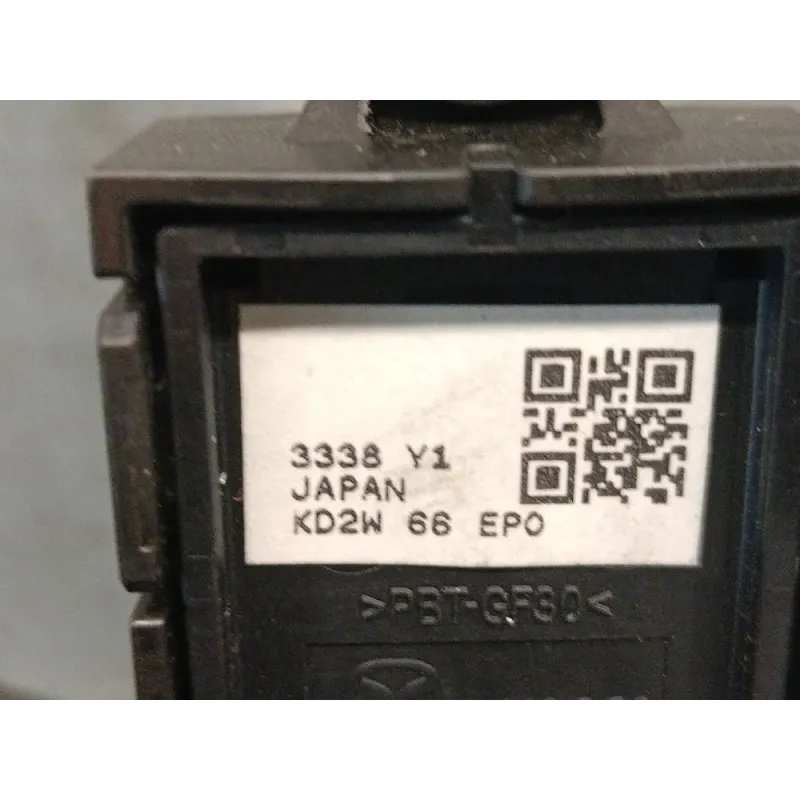 3338 Y1
JAPAN
KD2W 66 EP0
>PBT-GF30<